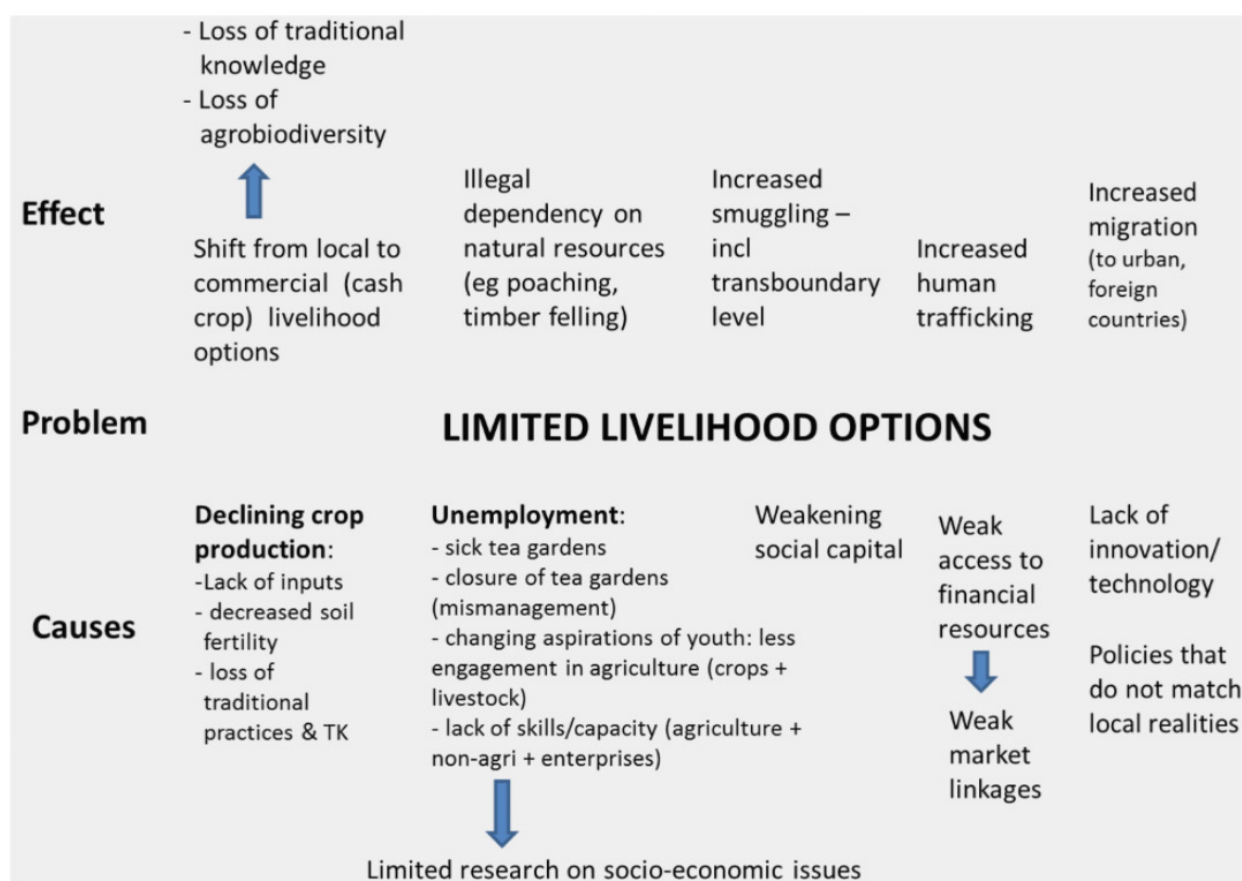 - Loss of traditional
knowledge
- Loss of
agrobiodiversity
Effect
Shift from local to
commercial (cash
crop) livelihood
options
Illegal
dependency on
natural resources
(eg poaching,
timber felling)
Increased
smuggling –
incl
transboundary
level
Increased
human
trafficking
Increased
migration
(to urban,
foreign
countries)
Problem
LIMITED LIVELIHOOD OPTIONS
Causes
Declining crop
production:
-Lack of inputs
- decreased soil
fertility
- loss of
traditional
practices & TK
Unemployment:
- sick tea gardens
- closure of tea gardens
(mismanagement)
- changing aspirations of youth: less
engagement in agriculture (crops +
livestock)
- lack of skills/capacity (agriculture +
non-agri + enterprises)
Limited research on socio-economic issues
Weakening
social capital
Weak
access to
financial
resources
Weak
market
linkages
Lack of
innovation/
technology
Policies that
do not match
local realities